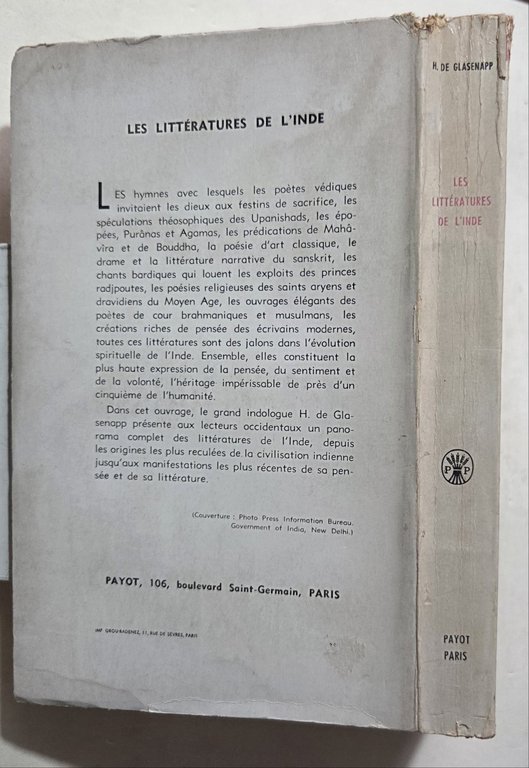 LES LITTÉRATURES DE L'INDE
LES hymnes avec lesquels les poètes védiques
invitaient les dieux aux festins de sacrifice, les
spéculations théosophiques des Upanishads, les épo-
pées, Purânas et Agamas, les prédications de Mahâ-
vîra et de Bouddha, la poésie d'art classique, le
drame et la littérature narrative du sanskrit, les
chants bardiques qui louent les exploits des princes
radjpoutes, les poésies religieuses des saints aryens et
dravidiens du Moyen Age, les ouvrages élégants des
poètes de cour brahmaniques et musulmans, les
créations riches de pensée des écrivains modernes,
toutes ces littératures sont des jalons dans l'évolution
spirituelle de l'Inde. Ensemble, elles constituent la
plus haute expression de la pensée, du sentiment et
de la volonté, l'héritage impérissable de près d'un
cinquième de l'humanité.
Dans cet ouvrage, le grand indologue H. de Gla-
senapp présente aux lecteurs occidentaux un pano-
rama complet des littératures de l'Inde, depuis
les origines les plus reculées de la civilisation indienne
jusqu'aux manifestations les plus récentes de sa pen-
sée et de sa littérature.
(Couverture : Photo Press Information Bureau.
Government of India, New Delhi.)
PAYOT, 106, boulevard Saint-Germain, PARIS
IMP GROU-RADENEZ, 11, RUE DE SÈVRES, PARIS
H. DE GLASENAPP
LES
LITTÉRATURES
DE L'INDE
P P
PAYOT
PARIS